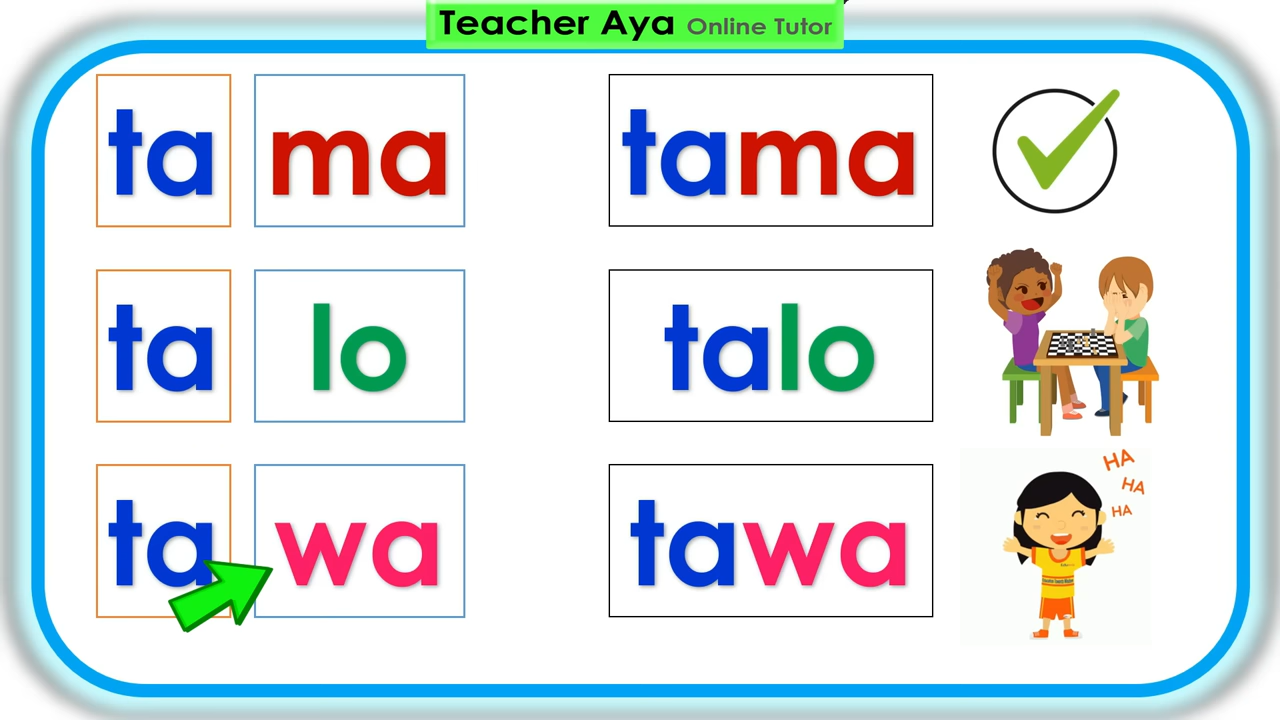 Teacher Aya Online Tutor
ta ma tama
ta lo talo
ta wa tawa
HA
HA
HA